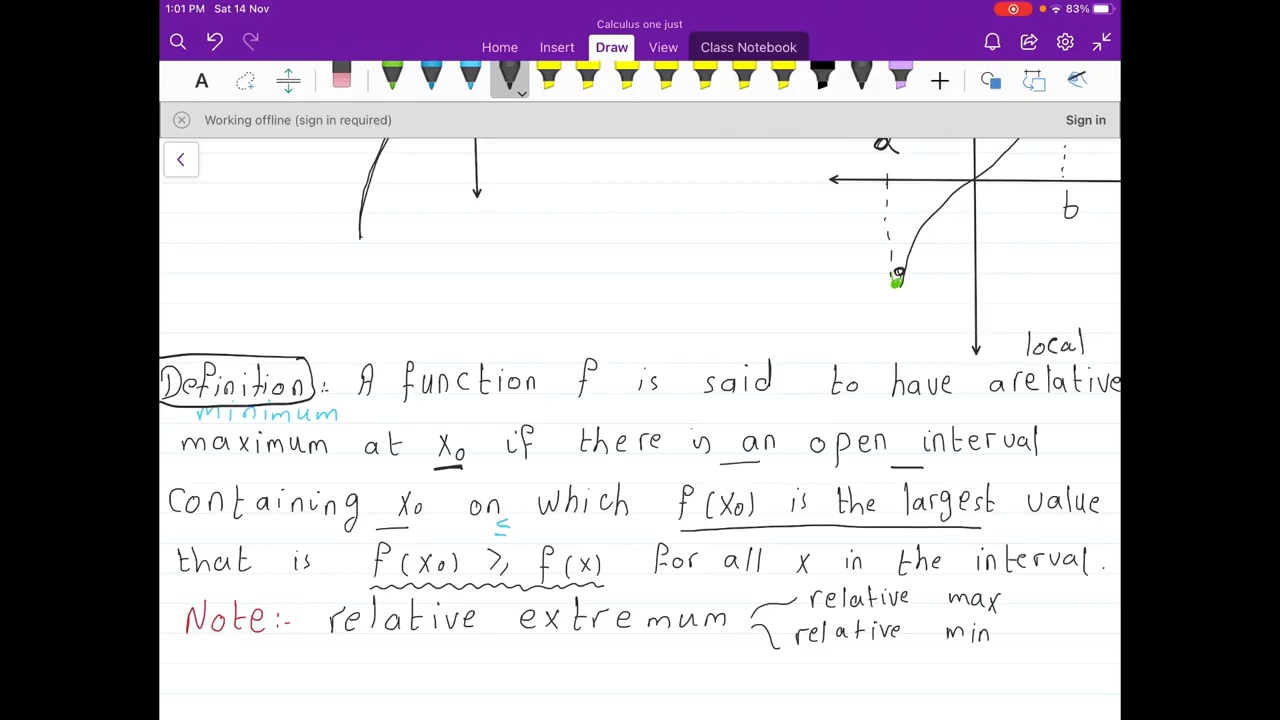 1:01 PM Sat 14 Nov
83%
Calculus one just
Home Insert Draw View Class Notebook
A
Working offline (sign in required) Sign in
a
b
local
Definition:- A function f is said to have a relative
minimum
maximum at x₀ if there is an open interval
containing x₀ on which f(x₀) is the largest value
≤
that is f(x₀) ≥ f(x) for all x in the interval.
Note:- relative extremum relative max
relative min